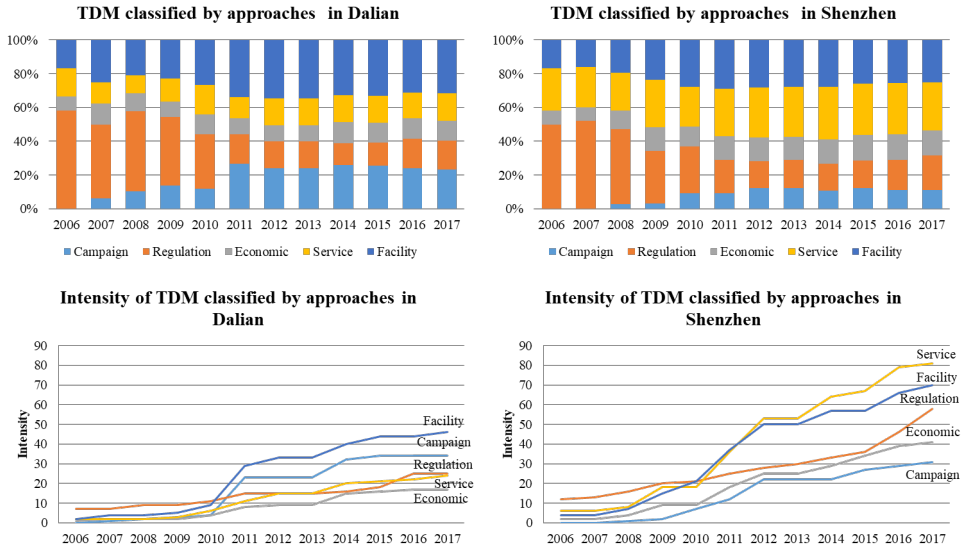 TDM classified by approaches in Dalian
100%
80%
60%
40%
20%
0%
2006 2007 2008 2009 2010 2011 2012 2013 2014 2015 2016 2017
Campaign Regulation Economic Service Facility
TDM classified by approaches in Shenzhen
100%
80%
60%
40%
20%
0%
2006 2007 2008 2009 2010 2011 2012 2013 2014 2015 2016 2017
Campaign Regulation Economic Service Facility
Intensity of TDM classified by approaches in
Dalian
90
80
70
60
50
40
30
20
10
0
Intensity
Facility
Campaign
Regulation
Service
Economic
2006 2007 2008 2009 2010 2011 2012 2013 2014 2015 2016 2017
Intensity of TDM classified by approaches in
Shenzhen
90
80
70
60
50
40
30
20
10
0
Intensity
Service
Facility
Regulation
Economic
Campaign
2006 2007 2008 2009 2010 2011 2012 2013 2014 2015 2016 2017